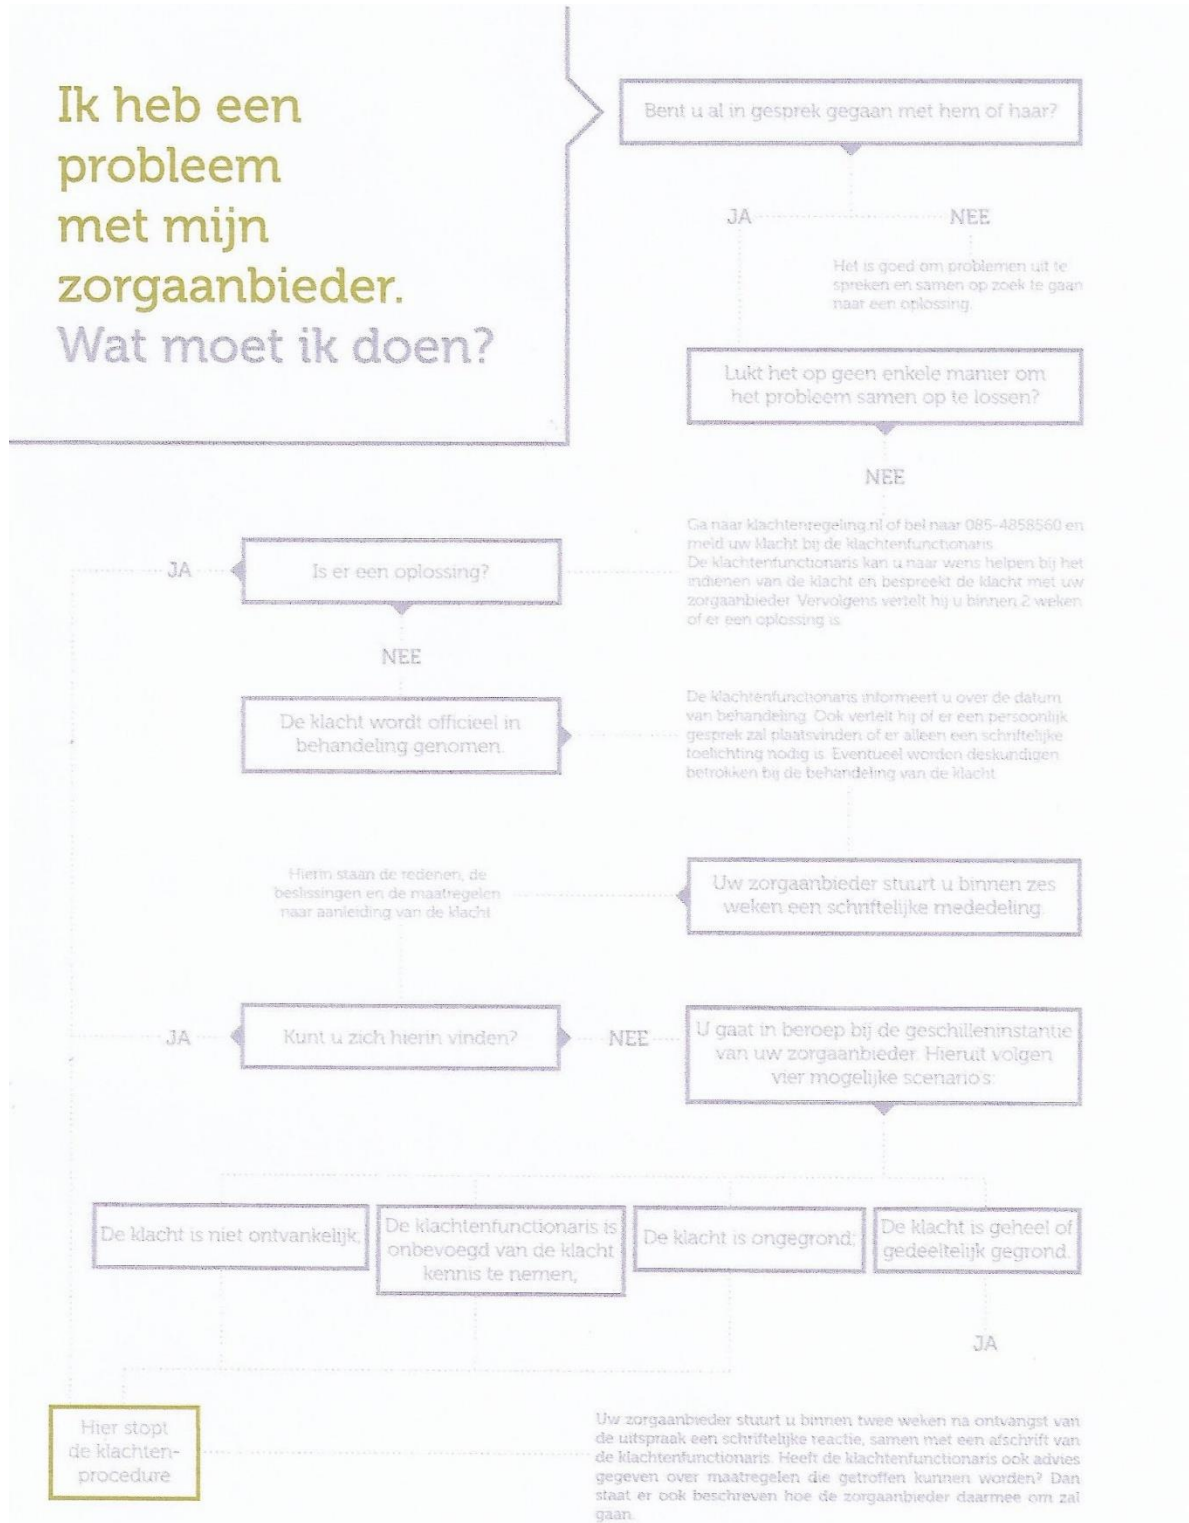 Ik heb een
probleem
met mijn
zorgaanbieder.
Wat moet ik doen?
Bent u al in gesprek gegaan met hem of haar?
JA
NEE
Het is goed om problemen uit te
spreken en samen op zoek te gaan
naar een oplossing.
Lukt het op geen enkele manier om
het probleem samen op te lossen?
NEE
Ga naar klachtenregeling.nl of bel naar 085-4858560 en
meld uw klacht bij de klachtenfunctionaris.
De klachtenfunctionaris kan u naar wens helpen bij het
indienen van de klacht en bespreekt de klacht met uw
zorgaanbieder. Vervolgens vertelt hij u binnen 2 weken
of er een oplossing is.
Is er een oplossing?
JA
NEE
De klacht wordt officieel in
behandeling genomen.
De klachtenfunctionaris informeert u over de datum
van behandeling. Ook vertelt hij of er een persoonlijk
gesprek zal plaatsvinden of er alleen een schriftelijke
toelichting nodig is. Eventueel worden deskundigen
betrokken bij de behandeling van de klacht.
Uw zorgaanbieder stuurt u binnen zes
weken een schriftelijke mededeling.
Hierin staan de redenen, de
beslissingen en de maatregelen
naar aanleiding van de klacht.
Kunt u zich hierin vinden?
JA
NEE
U gaat in beroep bij de geschilleninstantie
van uw zorgaanbieder. Hieruit volgen
vier mogelijke scenario's:
De klacht is niet ontvankelijk;
De klachtenfunctionaris is
onbevoegd van de klacht
kennis te nemen;
De klacht is ongegrond;
De klacht is geheel of
gedeeltelijk gegrond.
JA
Uw zorgaanbieder stuurt u binnen twee weken na ontvangst van
de uitspraak een schriftelijke reactie, samen met een afschrift van
de klachtenfunctionaris. Heeft de klachtenfunctionaris ook advies
gegeven over maatregelen die getroffen kunnen worden? Dan
staat er ook beschreven hoe de zorgaanbieder daarmee om zal
gaan.
Hier stopt
de klachten-
procedure